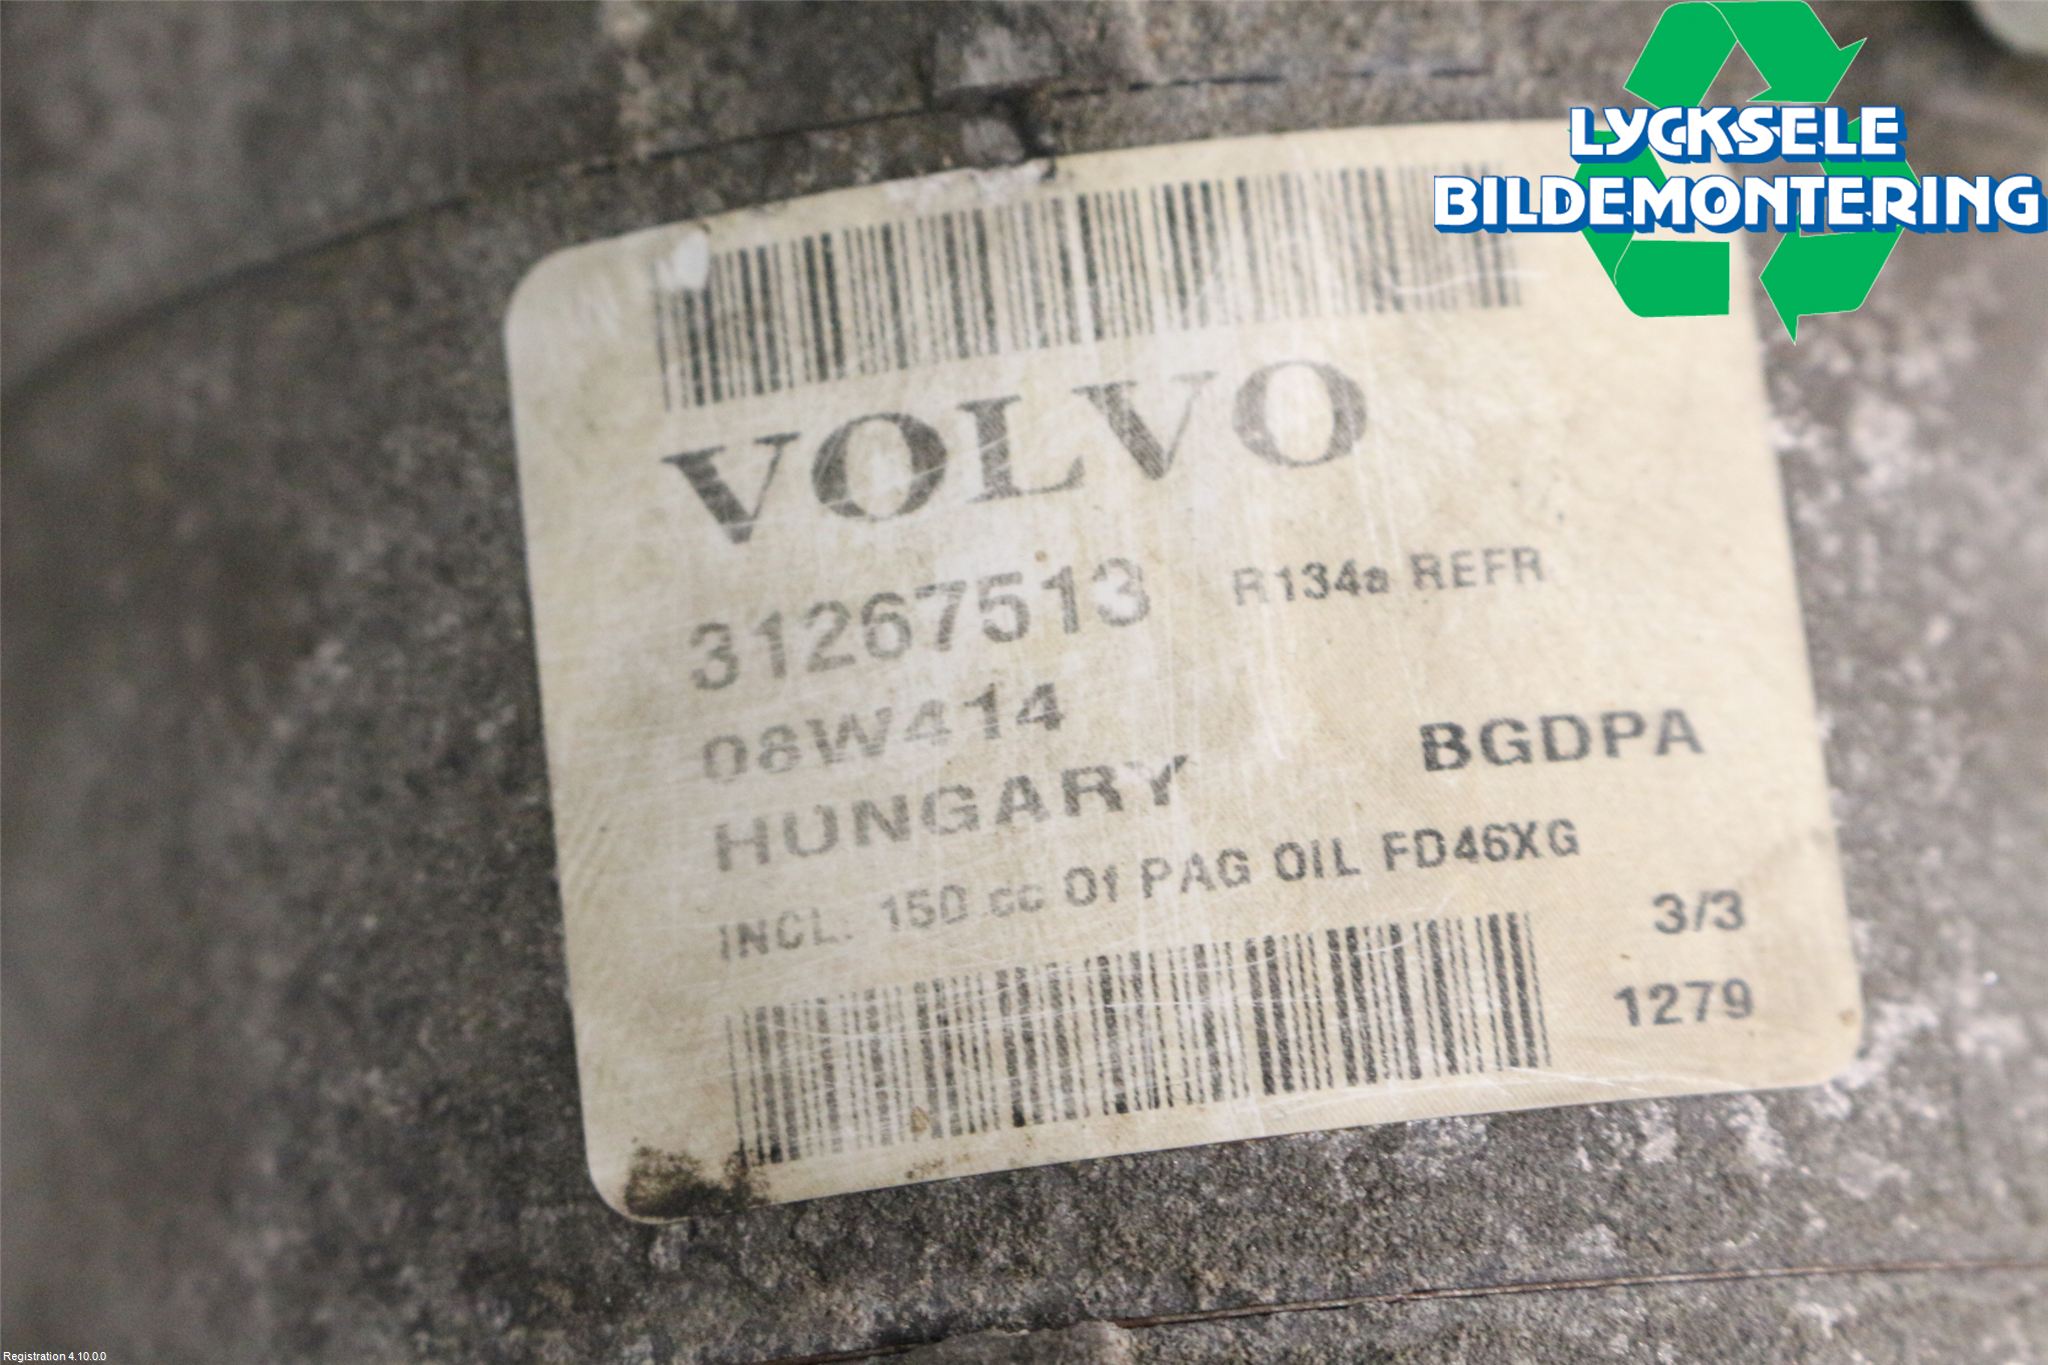 LYCKSELE
BILDEMONTERING
VOLVO
31267513 R134a REFR
08W414
BGDPA
HUNGARY
INCL. 150 cc Of PAG OIL FD46XG
3/3
1279
Registration 4.10.0.0